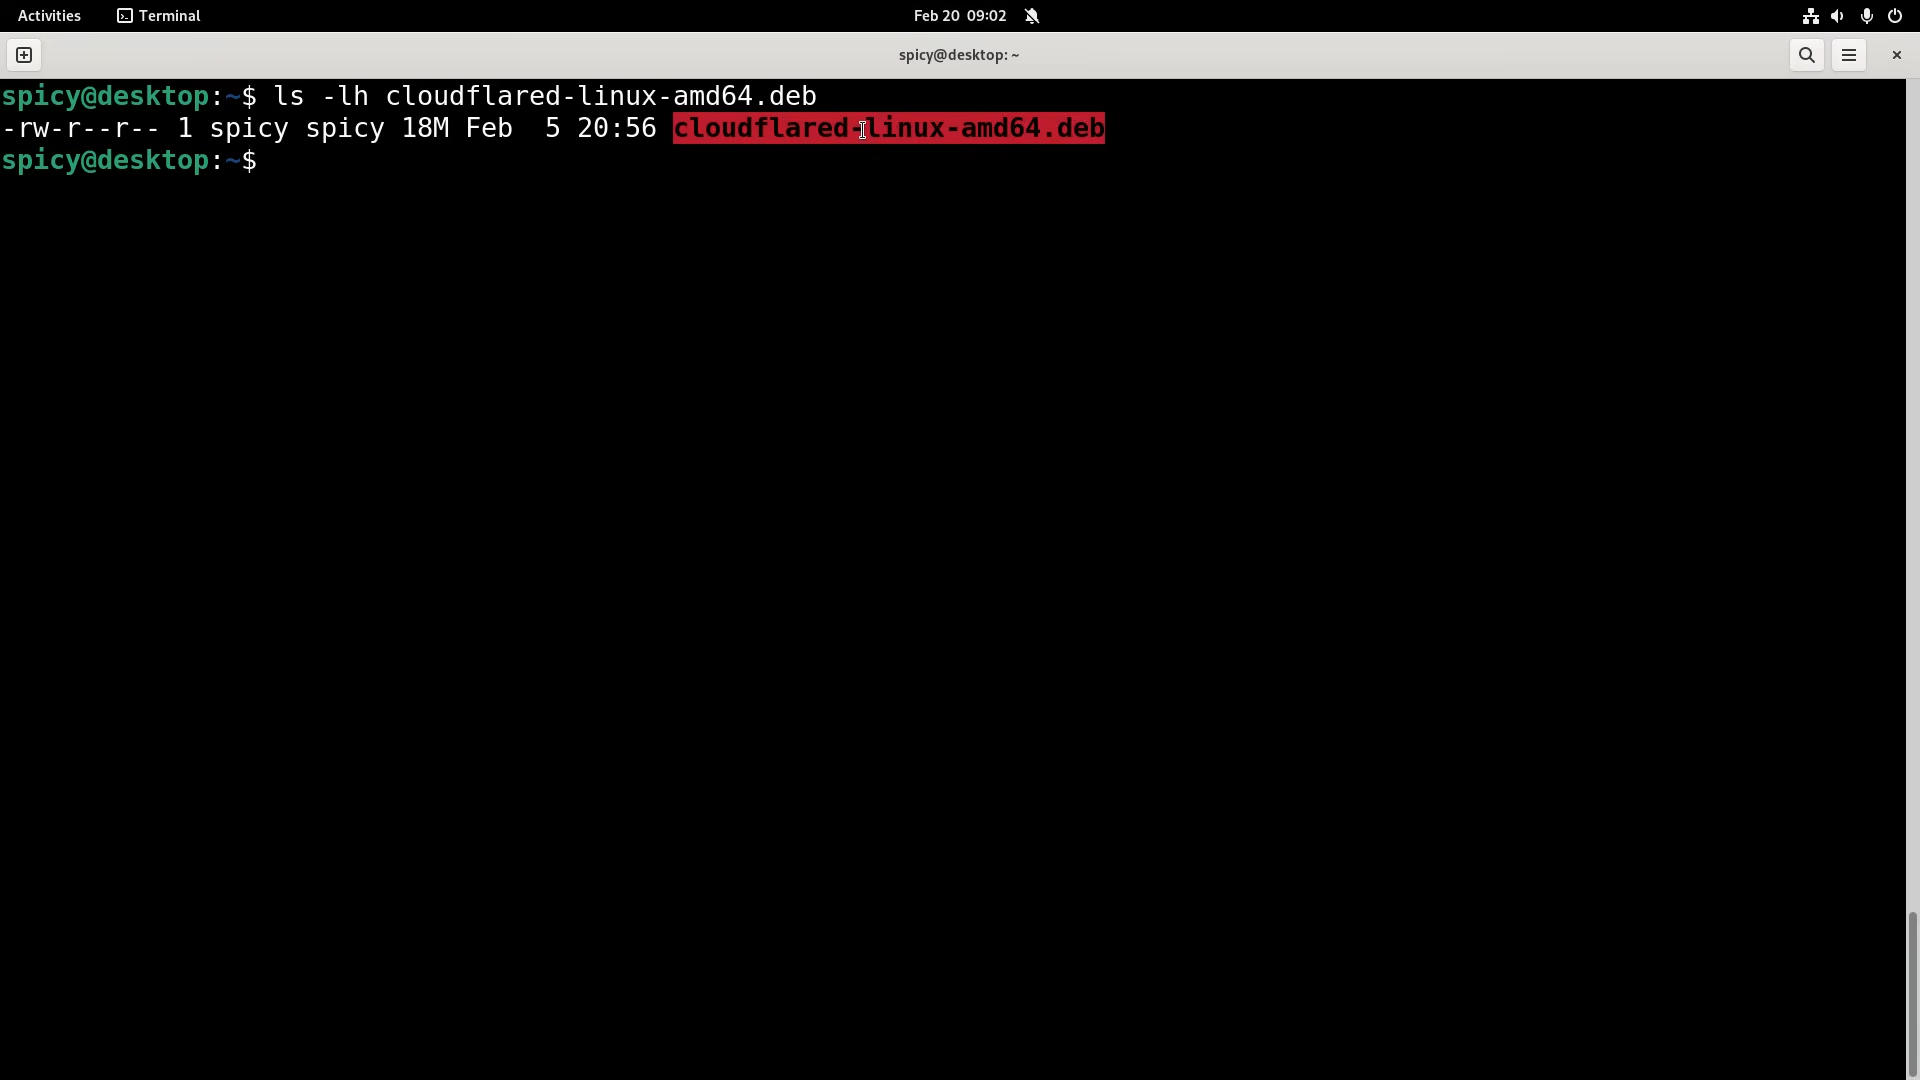 Activities Terminal Feb 20 09:02
spicy@desktop: ~
spicy@desktop:~$ ls -lh cloudflared-linux-amd64.deb
-rw-r--r-- 1 spicy spicy 18M Feb  5 20:56 cloudflared-linux-amd64.deb
spicy@desktop:~$